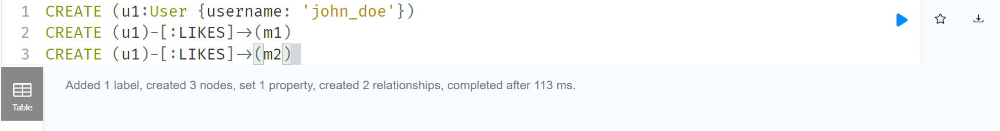 1 CREATE (u1:User {username: 'john_doe'})
2 CREATE (u1)-[:LIKES]->(m1)
3 CREATE (u1)-[:LIKES]->(m2)
Table
Added 1 label, created 3 nodes, set 1 property, created 2 relationships, completed after 113 ms.